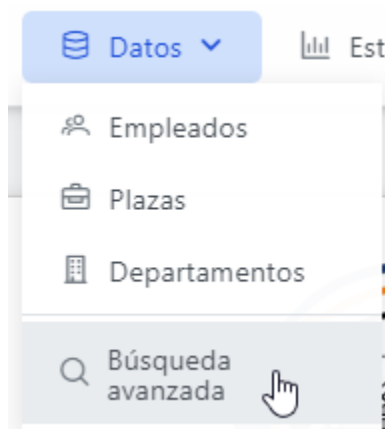 Datos
Est
Empleados
Plazas
Departamentos
Búsqueda
avanzada